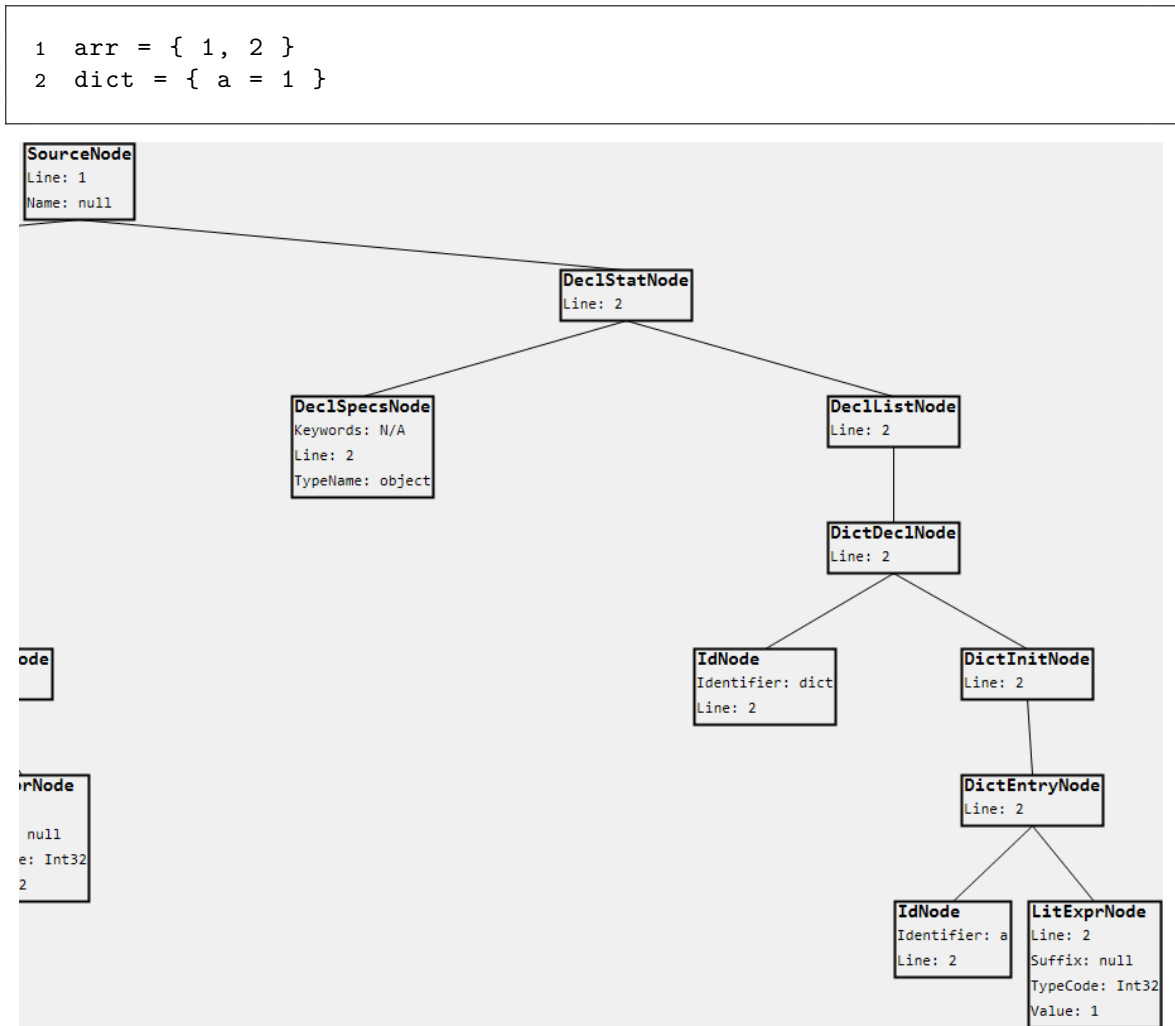 1 arr = { 1, 2 }
2 dict = { a = 1 }
SourceNode
Line: 1
Name: null
DeclStatNode
Line: 2
DeclSpecsNode
Keywords: N/A
Line: 2
TypeName: object
DeclListNode
Line: 2
DictDeclNode
Line: 2
ode
IdNode
Identifier: dict
Line: 2
DictInitNode
Line: 2
rNode
null
e: Int32
2
DictEntryNode
Line: 2
IdNode
Identifier: a
Line: 2
LitExprNode
Line: 2
Suffix: null
TypeCode: Int32
Value: 1